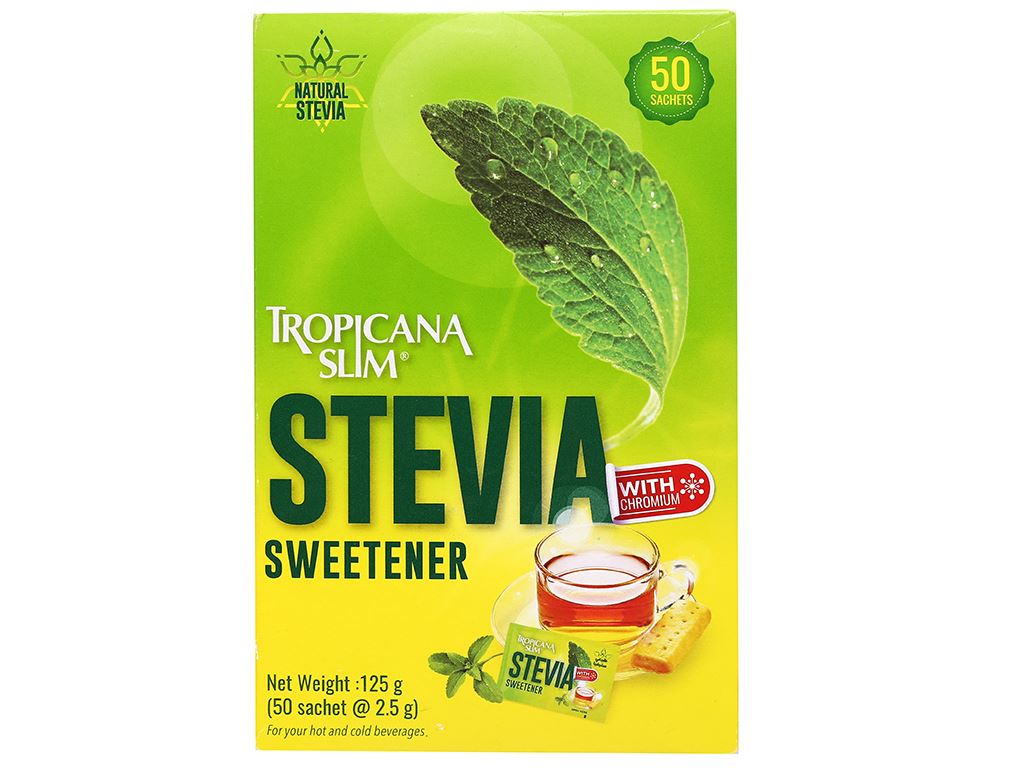 NATURAL
STEVIA
50
SACHETS
TROPICANA
SLIM®
STEVIA
WITH
CHROMIUM
SWEETENER
TROPICANA
SLIM
STEVIA
WITH
SWEETENER
Net Weight :125 g
(50 sachet @ 2.5 g)
For your hot and cold beverages.